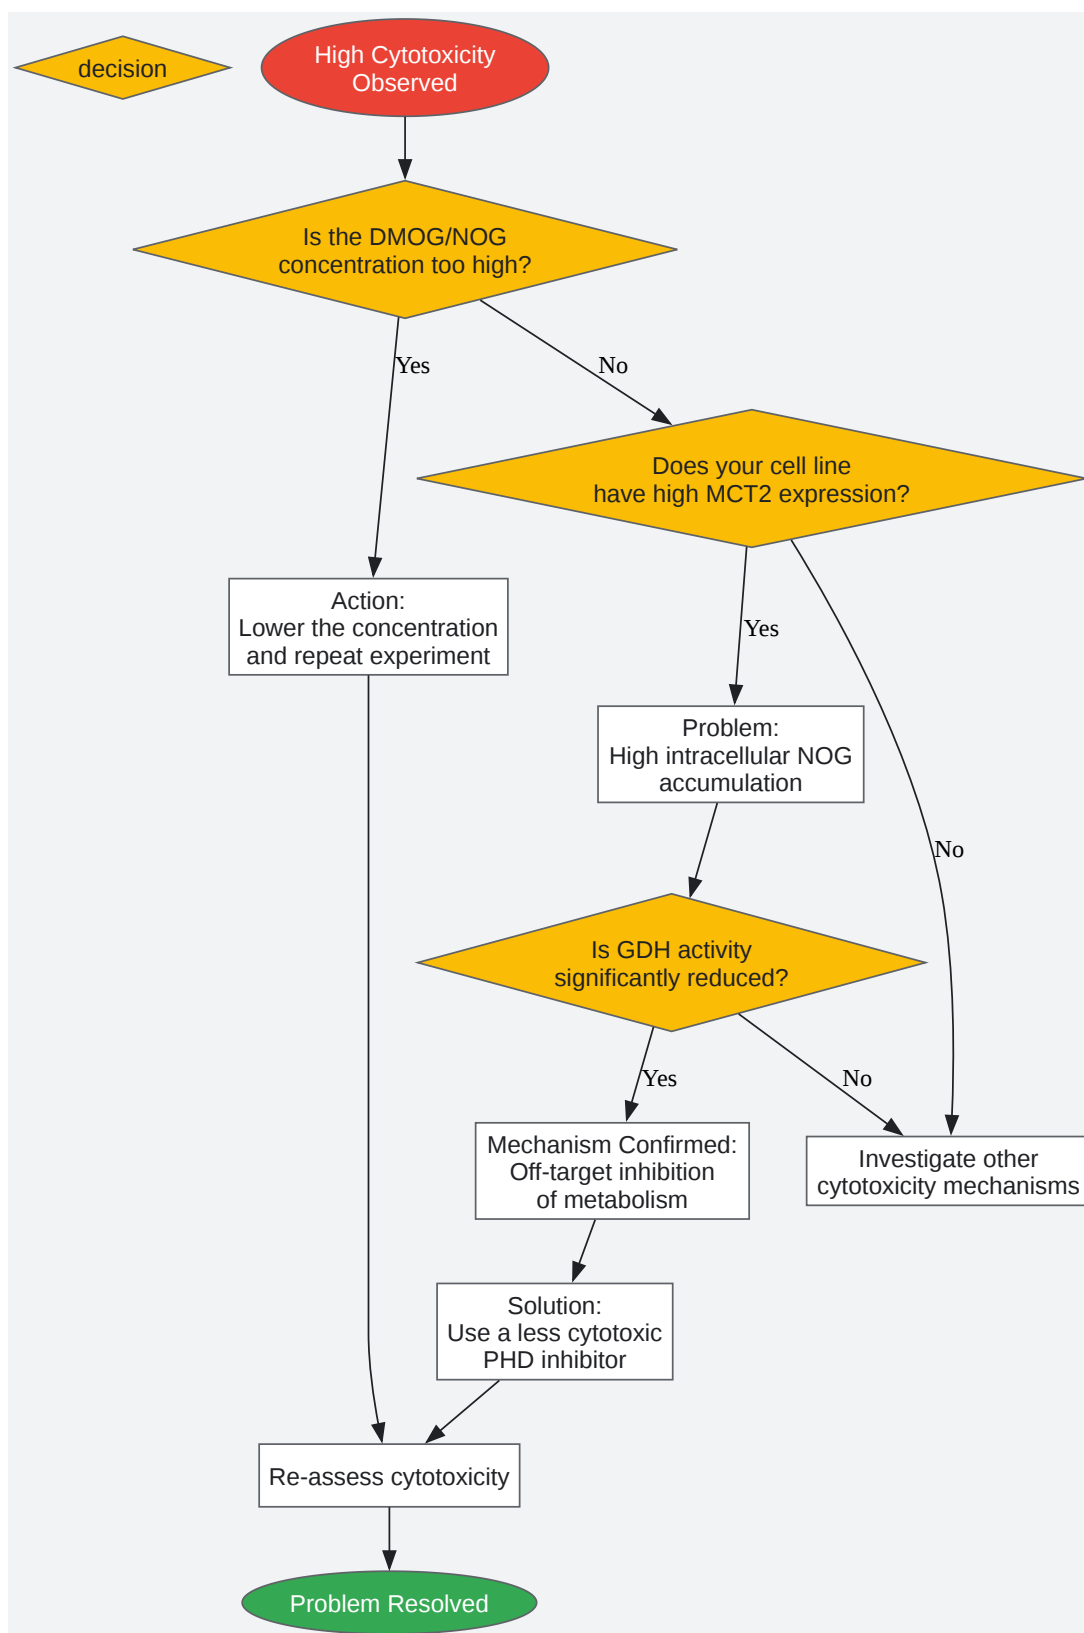 decision
High Cytotoxicity
Observed
Is the DMOG/NOG
concentration too high?
Yes
No
Does your cell line
have high MCT2 expression?
Action:
Lower the concentration
and repeat experiment
Yes
Problem:
High intracellular NOG
accumulation
No
Is GDH activity
significantly reduced?
Yes
No
Mechanism Confirmed:
Off-target inhibition
of metabolism
Investigate other
cytotoxicity mechanisms
Solution:
Use a less cytotoxic
PHD inhibitor
Re-assess cytotoxicity
Problem Resolved